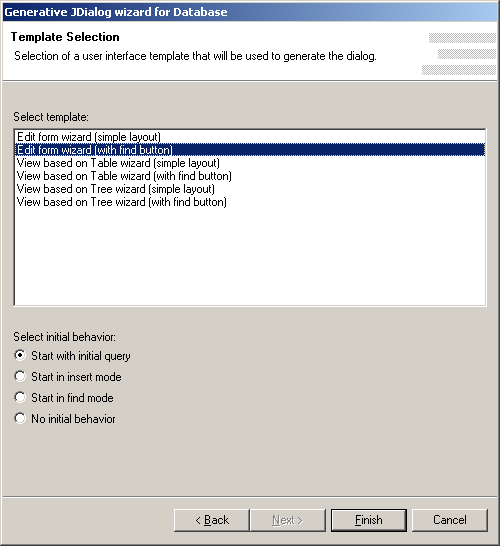 Generative JDialog wizard for Database
Template Selection
Selection of a user interface template that will be used to generate the dialog.
Select template:
Edit form wizard (simple layout)
Edit form wizard (with find button)
View based on Table wizard (simple layout)
View based on Table wizard (with find button)
View based on Tree wizard (simple layout)
View based on Tree wizard (with find button)
Select initial behavior:
Start with initial query
Start in insert mode
Start in find mode
No initial behavior
< Back Next > Finish Cancel